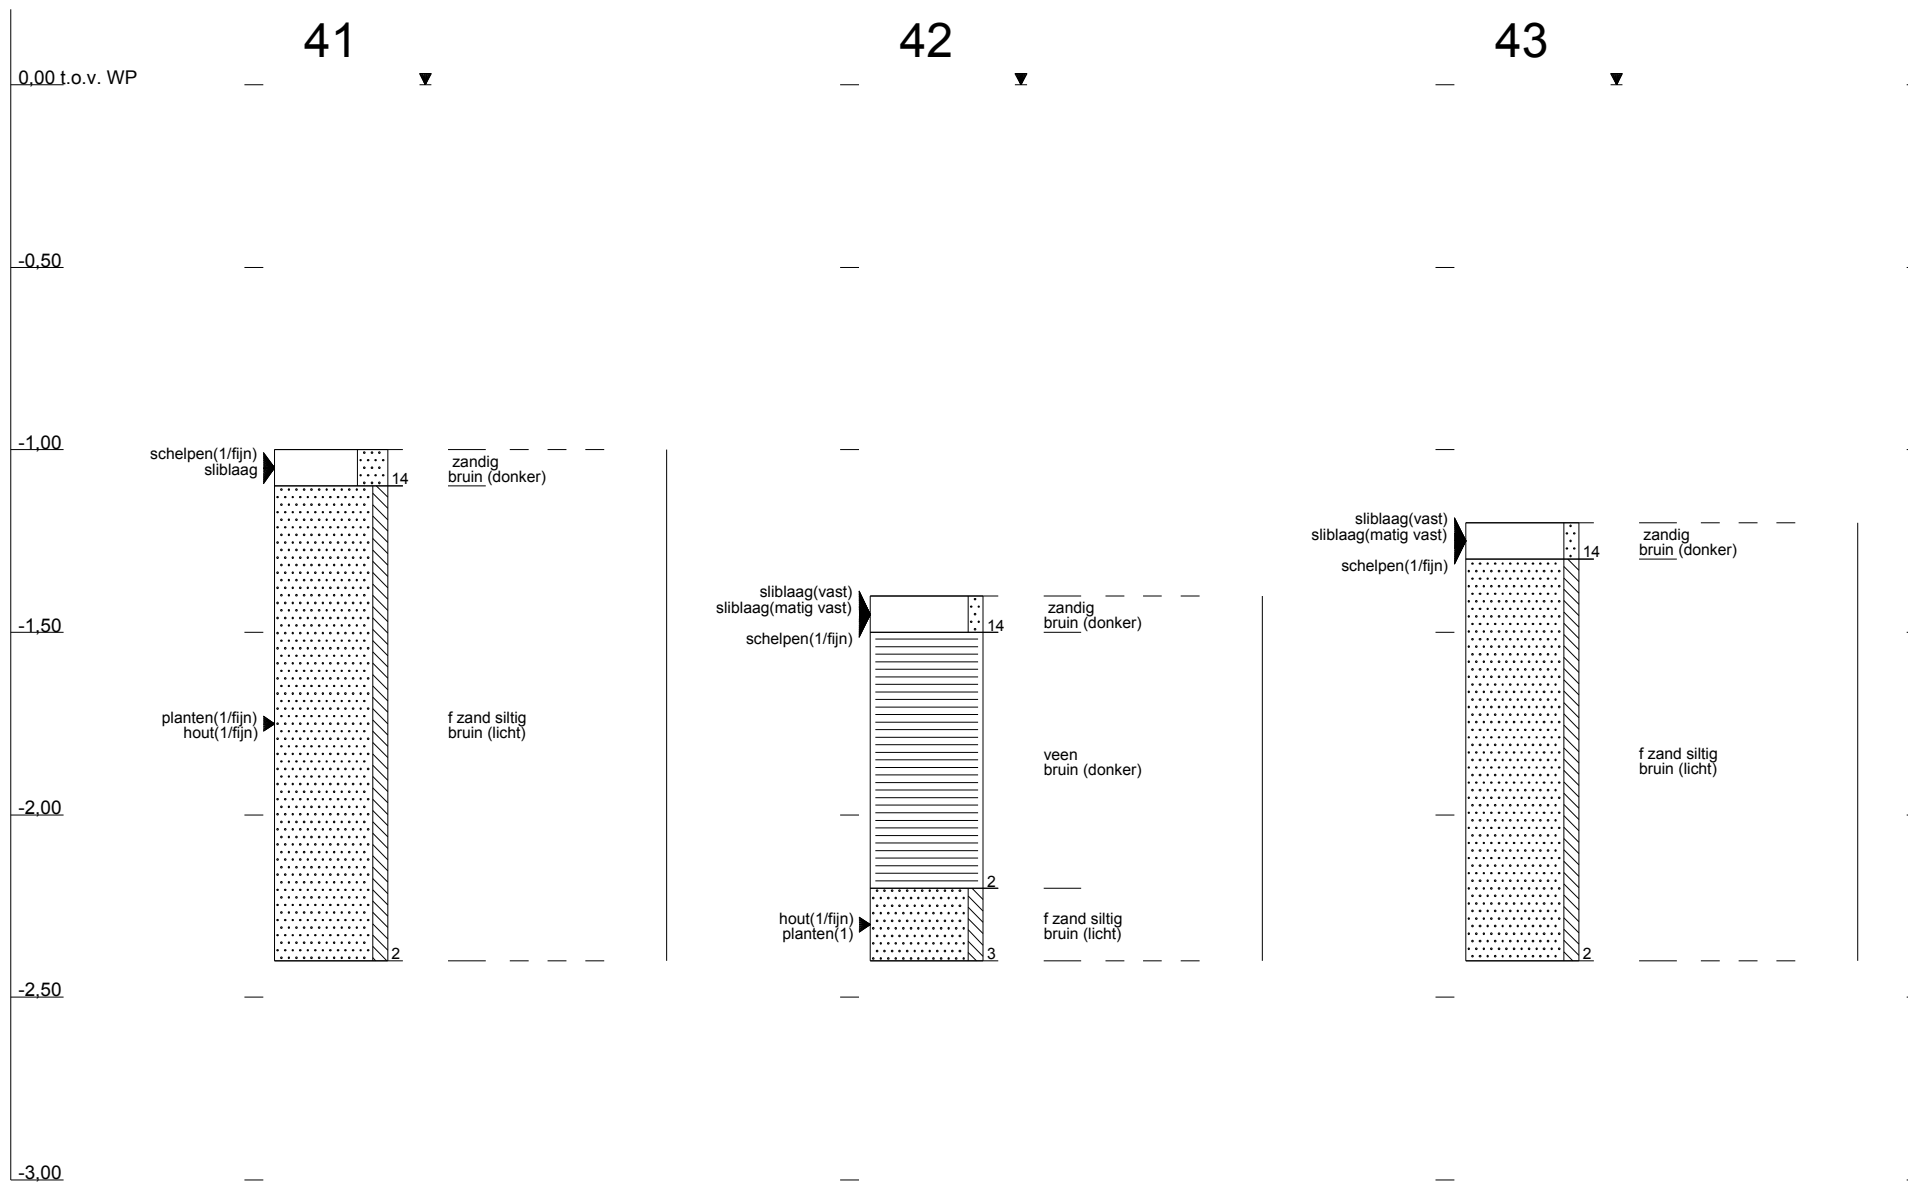 41
42
43
0,00 t.o.v. WP
-0,50
-1,00
-1,50
-2,00
-2,50
-3,00
schelpen(1/fijn)
sliblaag
14
zandig
bruin (donker)
planten(1/fijn)
hout(1/fijn)
f zand siltig
bruin (licht)
2
sliblaag(vast)
sliblaag(matig vast)
schelpen(1/fijn)
14
zandig
bruin (donker)
veen
bruin (donker)
2
hout(1/fijn)
planten(1)
f zand siltig
bruin (licht)
3
sliblaag(vast)
sliblaag(matig vast)
schelpen(1/fijn)
14
zandig
bruin (donker)
f zand siltig
bruin (licht)
2